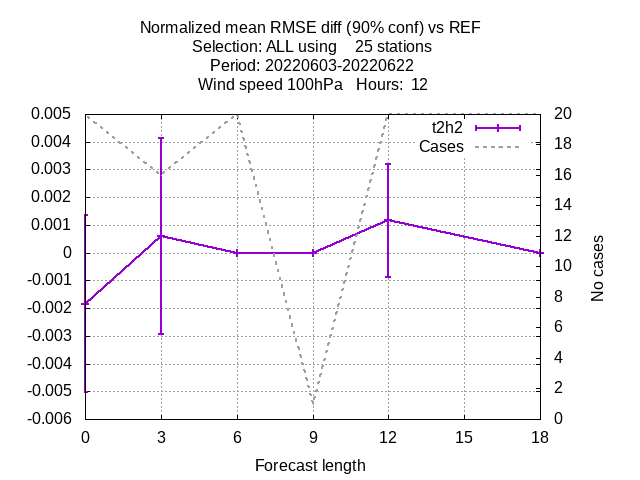 Normalized mean RMSE diff (90% conf) vs REF
Selection: ALL using    25 stations
Period: 20220603-20220622
Wind speed 100hPa   Hours:  12
0.005
0.004
0.003
0.002
0.001
0
-0.001
-0.002
-0.003
-0.004
-0.005
-0.006
t2h2
Cases
20
18
16
14
12
10
8
6
4
2
0
No cases
0 3 6 9 12 15 18
Forecast length